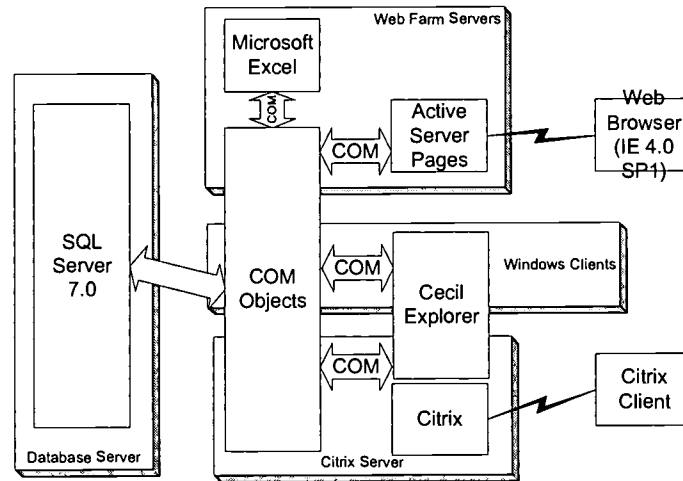 Web Farm Servers
Microsoft
Excel
COM
Active
Server
Pages
COM
Web
Browser
(IE 4.0
SP1)
SQL
Server
7.0
COM
Objects
COM
Cecil
Explorer
Windows Clients
COM
Citrix
Citrix
Client
Database Server
Citrix Server